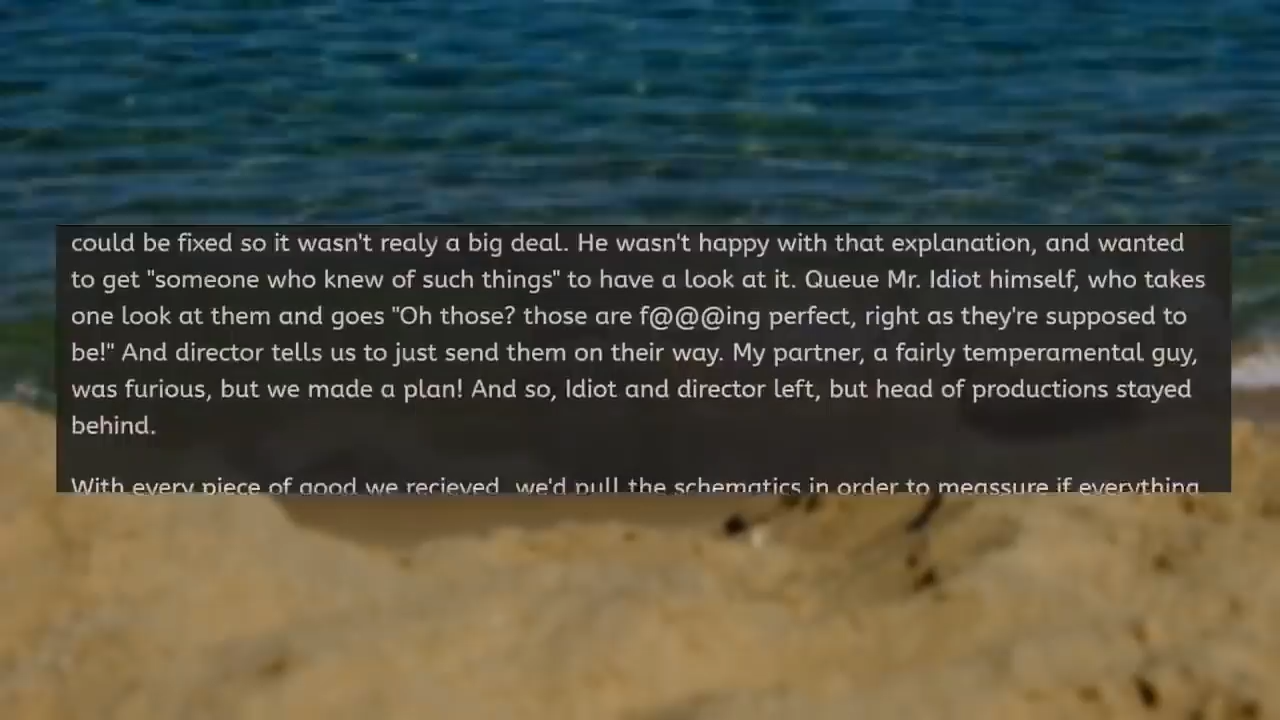 could be fixed so it wasn't realy a big deal. He wasn't happy with that explanation, and wanted
to get "someone who knew of such things" to have a look at it. Queue Mr. Idiot himself, who takes
one look at them and goes "Oh those? those are f@@@ing perfect, right as they're supposed to
be!" And director tells us to just send them on their way. My partner, a fairly temperamental guy,
was furious, but we made a plan! And so, Idiot and director left, but head of productions stayed
behind.
With every piece of good we recieved, we'd pull the schematics in order to meassure if everything